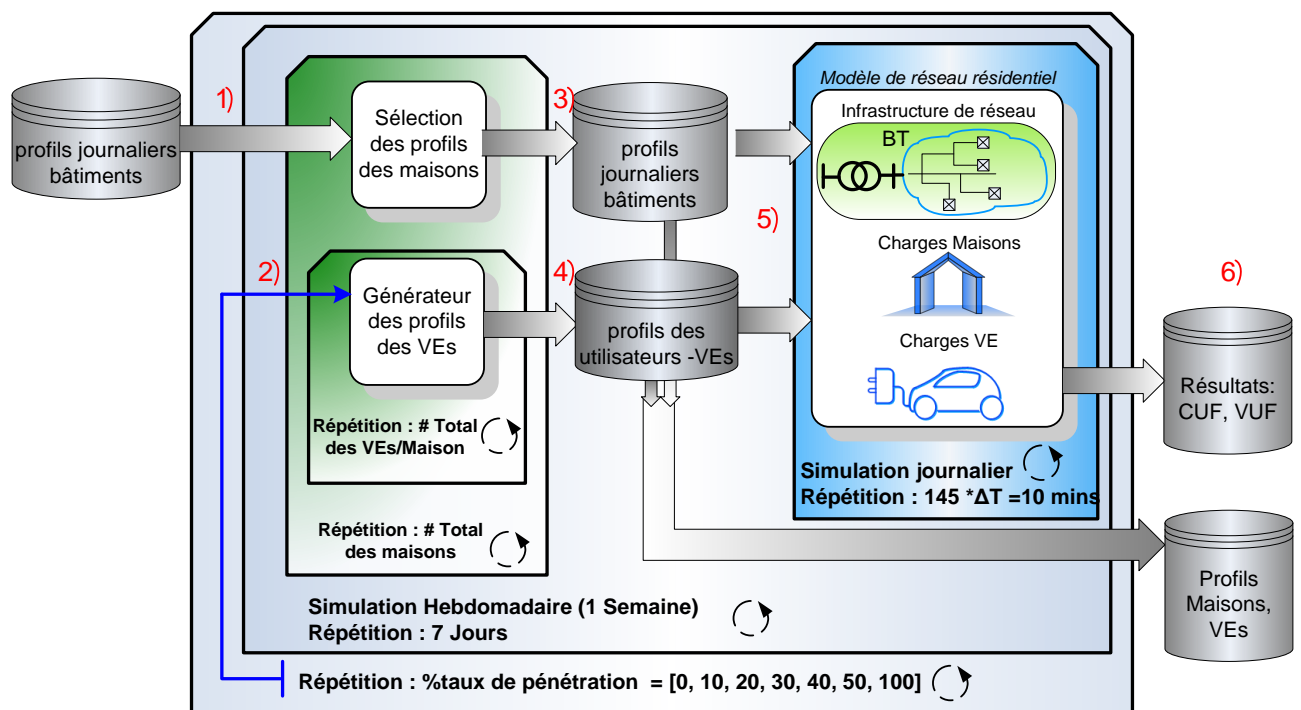 1)
profils journaliers
bâtiments
Sélection
des profils
des maisons
3)
profils
journaliers
bâtiments
Modèle de réseau résidentiel
Infrastructure de réseau
BT
5)
Charges Maisons
Charges VE
2)
Générateur
des profils
des VEs
4)
profils des
utilisateurs -VEs
Répétition : # Total
des VEs/Maison
Répétition : # Total
des maisons
Simulation journalier
Répétition : 145 *ΔT =10 mins
6)
Résultats:
CUF, VUF
Profils
Maisons,
VEs
Simulation Hebdomadaire (1 Semaine)
Répétition : 7 Jours
Répétition : %taux de pénétration = [0, 10, 20, 30, 40, 50, 100]